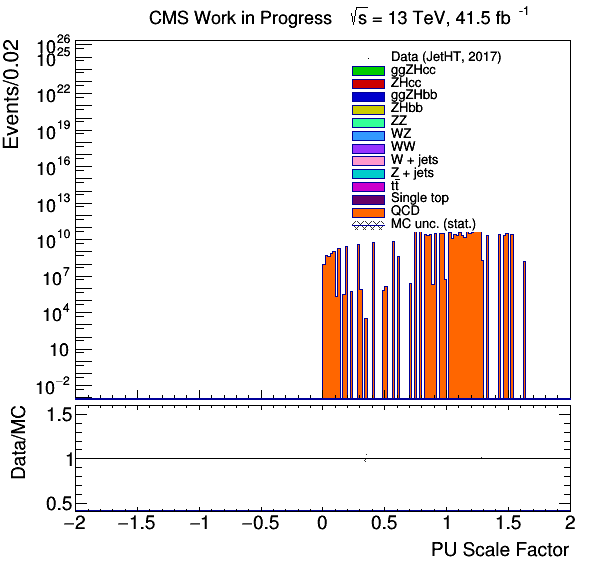 CMS Work in Progress √s = 13 TeV, 41.5 fb⁻¹
Events/0.02
10²⁶
10²⁵
10²²
10¹⁹
10¹⁶
10¹³
10¹⁰
10⁷
10⁴
10
10⁻²
Data (JetHT, 2017)
ggZHcc
ZHcc
ggZHbb
ZHbb
ZZ
WZ
WW
W + jets
Z + jets
tt̄
Single top
QCD
MC unc. (stat.)
Data/MC
1.5
1
0.5
−2 −1.5 −1 −0.5 0 0.5 1 1.5 2
PU Scale Factor